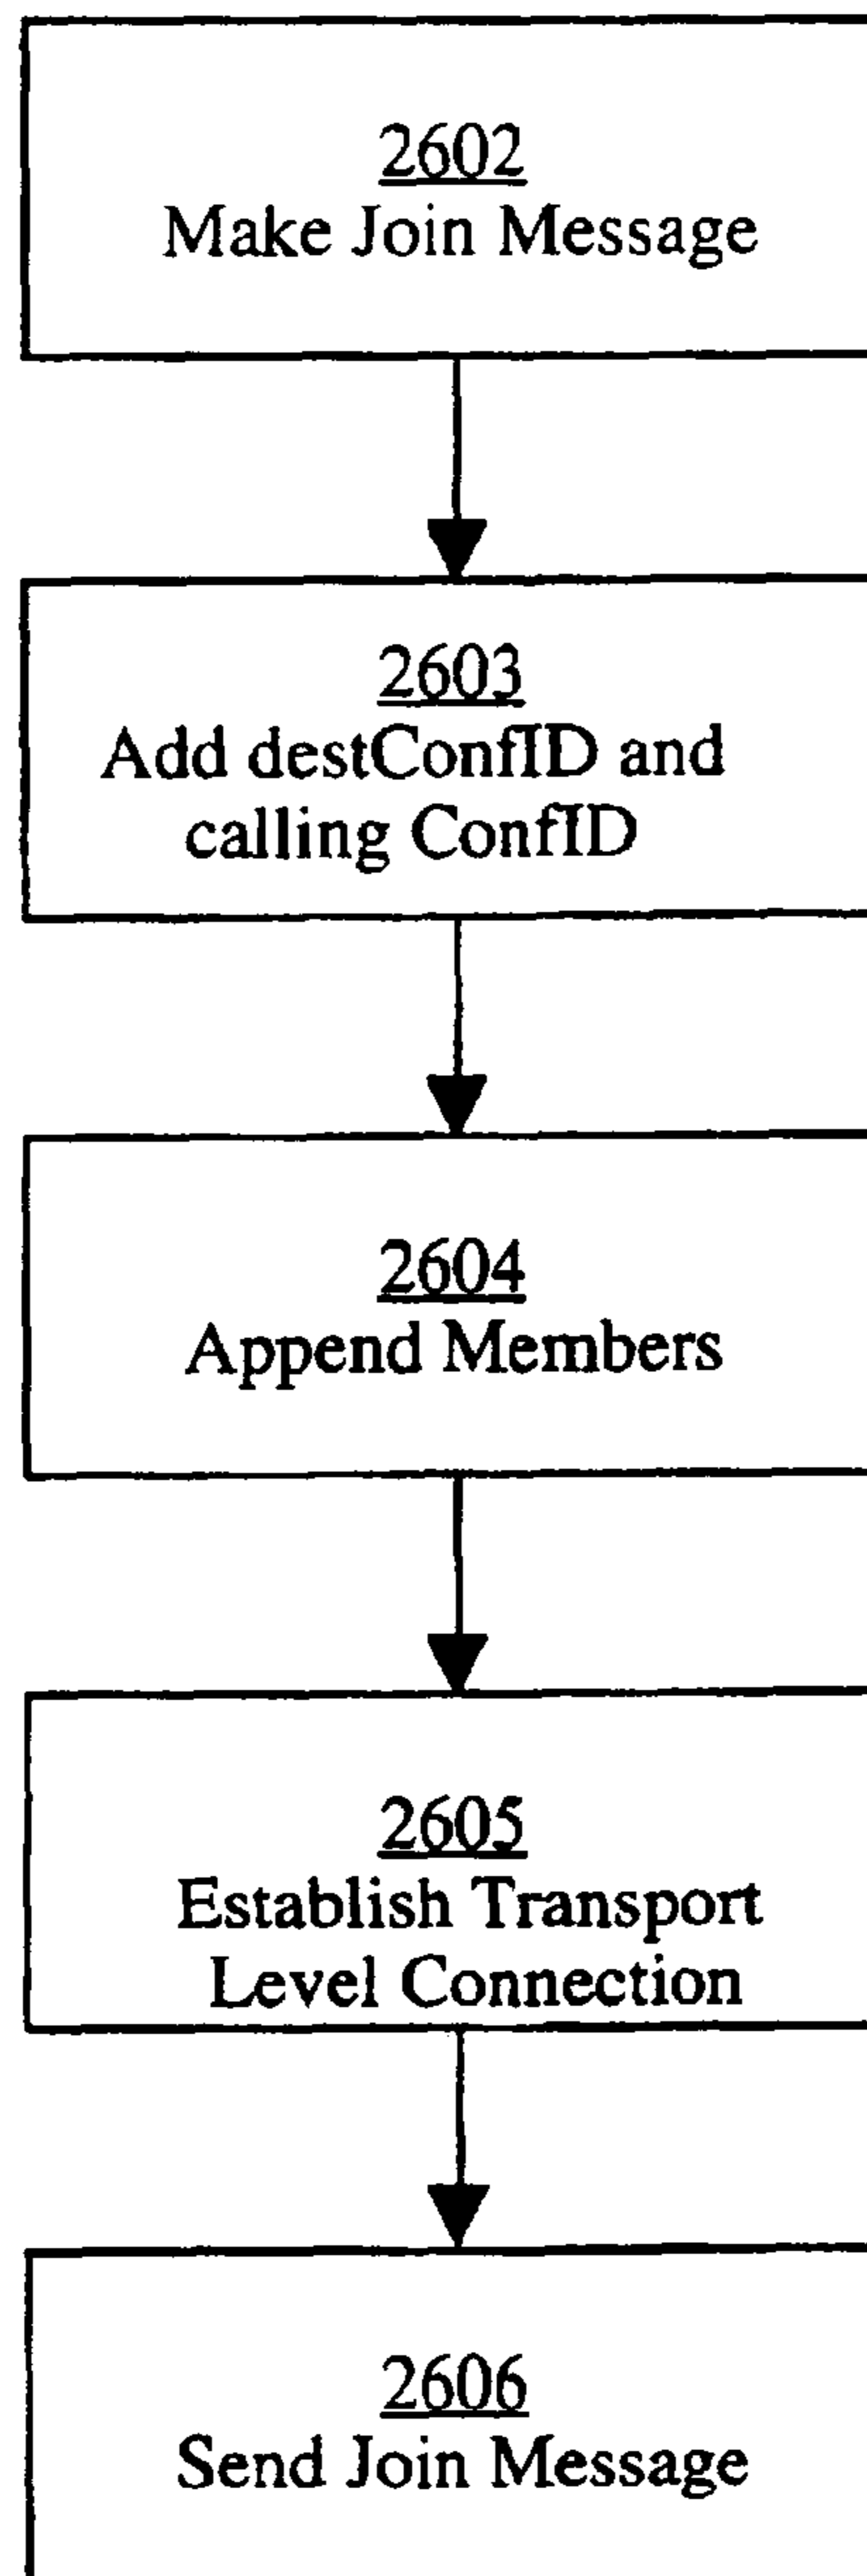 2602
Make Join Message
2603
Add destConfID and
calling ConfID
2604
Append Members
2605
Establish Transport
Level Connection
2606
Send Join Message